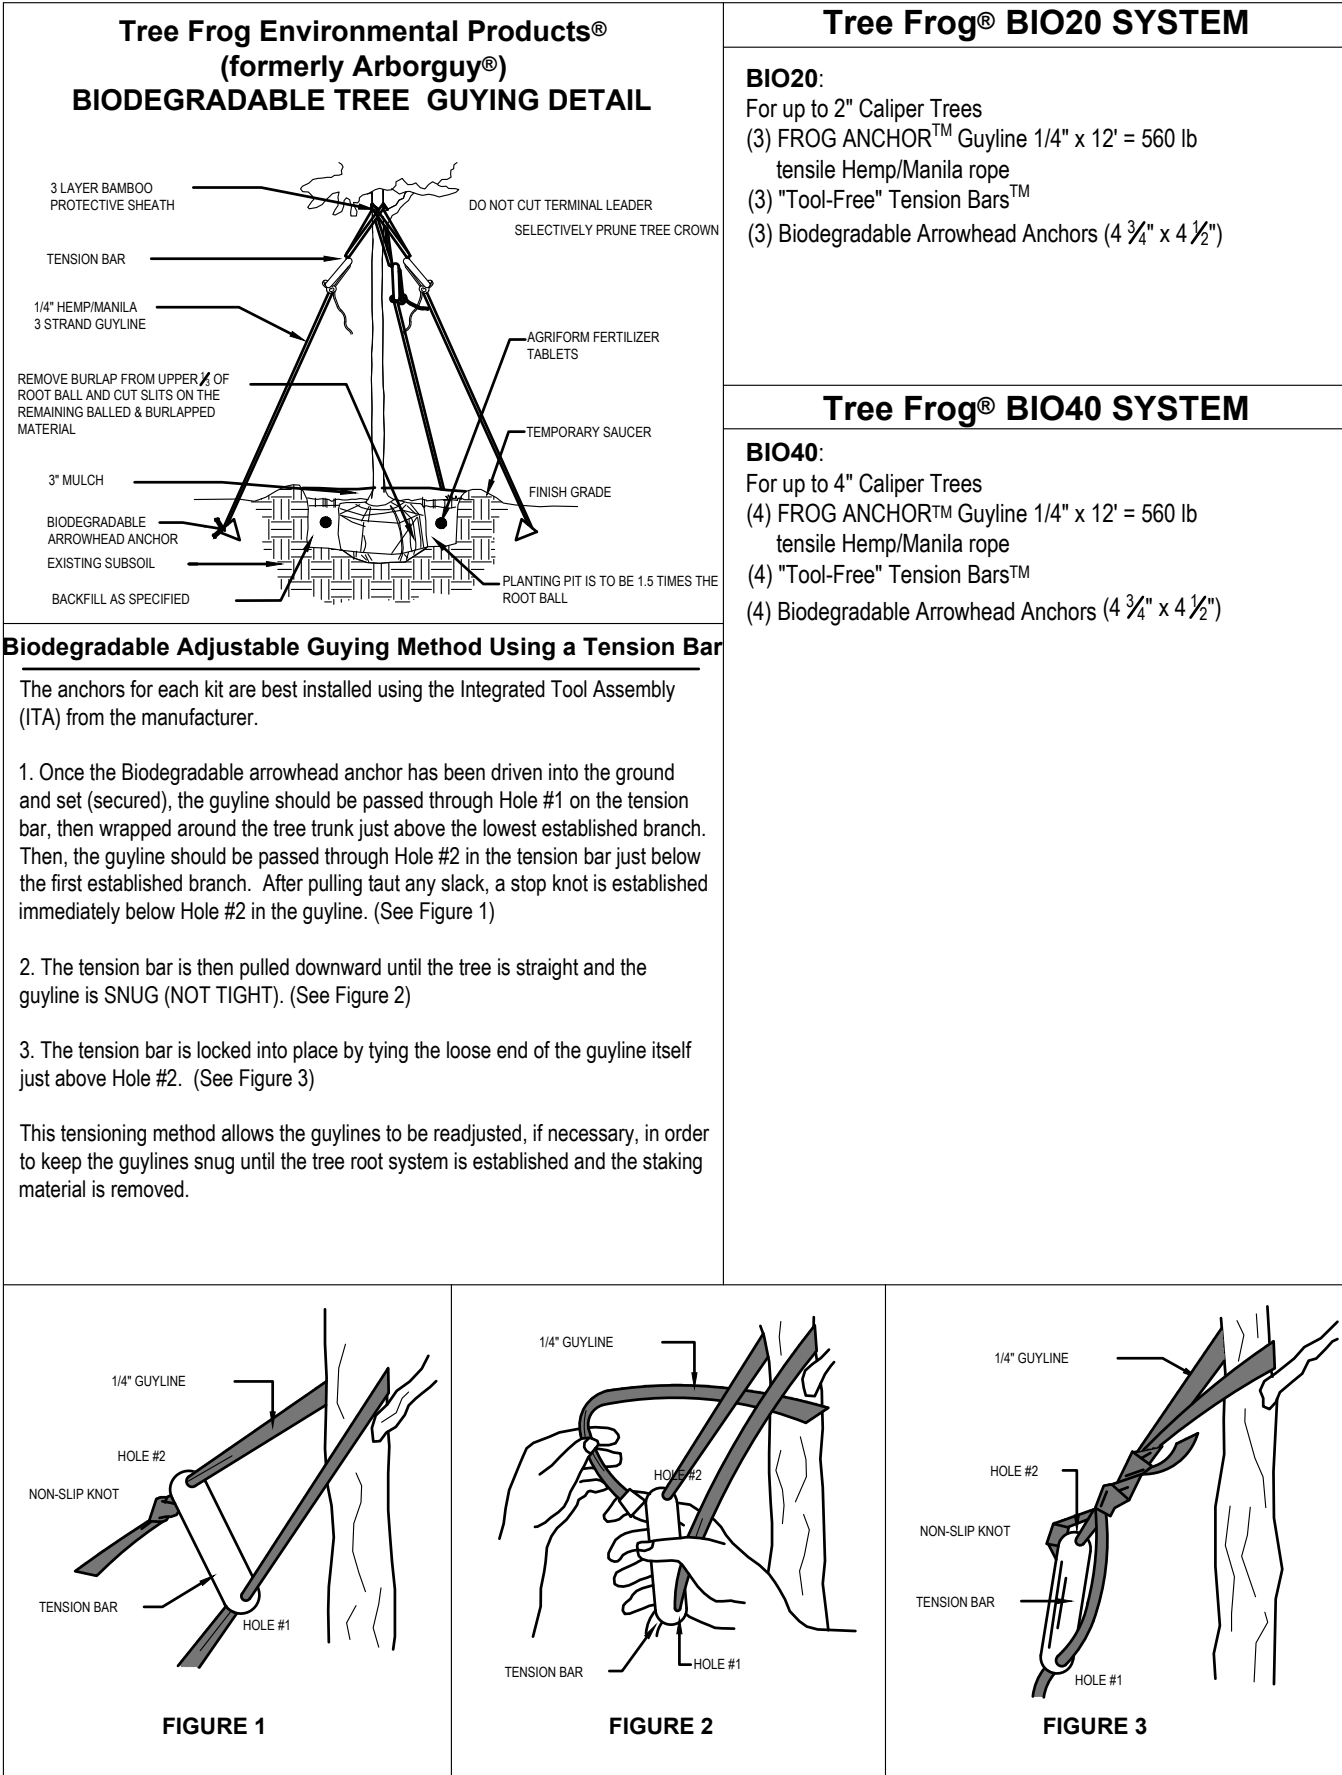 Tree Frog Environmental Products®
(formerly Arborguy®)
BIODEGRADABLE TREE GUYING DETAIL
3 LAYER BAMBOO
PROTECTIVE SHEATH
DO NOT CUT TERMINAL LEADER
SELECTIVELY PRUNE TREE CROWN
TENSION BAR
1/4" HEMP/MANILA
3 STRAND GUYLINE
AGRIFORM FERTILIZER
TABLETS
REMOVE BURLAP FROM UPPER ⅓ OF
ROOT BALL AND CUT SLITS ON THE
REMAINING BALLED & BURLAPPED
MATERIAL
TEMPORARY SAUCER
3" MULCH
FINISH GRADE
BIODEGRADABLE
ARROWHEAD ANCHOR
EXISTING SUBSOIL
PLANTING PIT IS TO BE 1.5 TIMES THE
ROOT BALL
BACKFILL AS SPECIFIED
Tree Frog® BIO20 SYSTEM
BIO20:
For up to 2" Caliper Trees
(3) FROG ANCHOR™ Guyline 1/4" x 12' = 560 lb
tensile Hemp/Manila rope
(3) "Tool-Free" Tension Bars™
(3) Biodegradable Arrowhead Anchors (4 ¾" x 4 ½")
Tree Frog® BIO40 SYSTEM
BIO40:
For up to 4" Caliper Trees
(4) FROG ANCHOR™ Guyline 1/4" x 12' = 560 lb
tensile Hemp/Manila rope
(4) "Tool-Free" Tension Bars™
(4) Biodegradable Arrowhead Anchors (4 ¾" x 4 ½")
Biodegradable Adjustable Guying Method Using a Tension Bar
The anchors for each kit are best installed using the Integrated Tool Assembly
(ITA) from the manufacturer.
1. Once the Biodegradable arrowhead anchor has been driven into the ground
and set (secured), the guyline should be passed through Hole #1 on the tension
bar, then wrapped around the tree trunk just above the lowest established branch.
Then, the guyline should be passed through Hole #2 in the tension bar just below
the first established branch. After pulling taut any slack, a stop knot is established
immediately below Hole #2 in the guyline. (See Figure 1)
2. The tension bar is then pulled downward until the tree is straight and the
guyline is SNUG (NOT TIGHT). (See Figure 2)
3. The tension bar is locked into place by tying the loose end of the guyline itself
just above Hole #2. (See Figure 3)
This tensioning method allows the guylines to be readjusted, if necessary, in order
to keep the guylines snug until the tree root system is established and the staking
material is removed.
1/4" GUYLINE
HOLE #2
NON-SLIP KNOT
TENSION BAR
HOLE #1
FIGURE 1
1/4" GUYLINE
HOLE #2
TENSION BAR
HOLE #1
FIGURE 2
1/4" GUYLINE
HOLE #2
NON-SLIP KNOT
TENSION BAR
HOLE #1
FIGURE 3